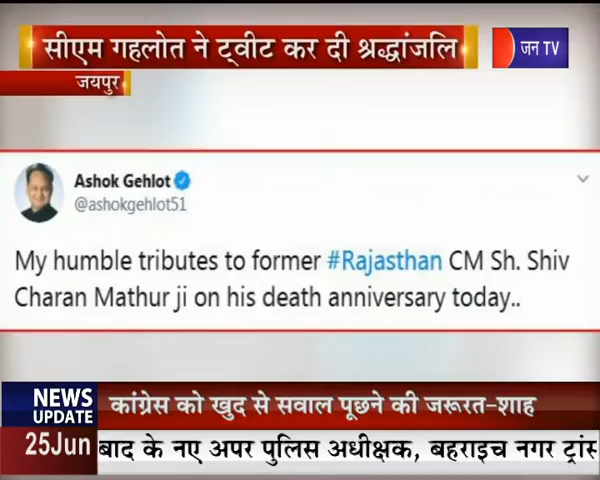 सीएम गहलोत ने ट्वीट कर दी श्रद्धांजलि
जन TV
जयपुर
Ashok Gehlot
@ashokgehlot51
My humble tributes to former #Rajasthan CM Sh. Shiv
Charan Mathur ji on his death anniversary today..
NEWS
UPDATE
कांग्रेस को खुद से सवाल पूछने की जरूरत-शाह
25Jun
बाद के नए अपर पुलिस अधीक्षक, बहराइच नगर ट्रांस